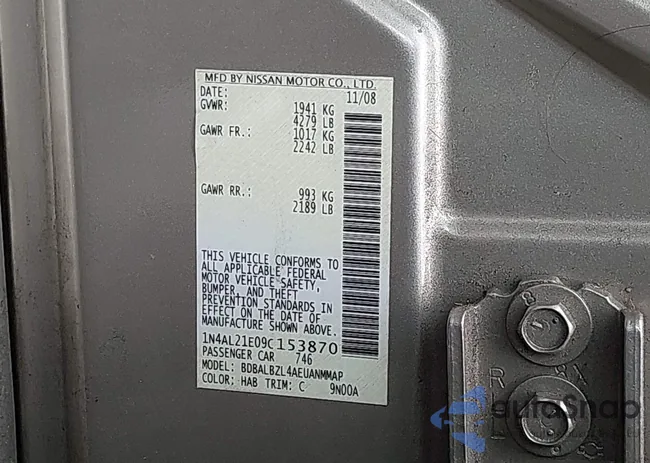 MFD BY NISSAN MOTOR CO., LTD.
DATE: 11/08
GVWR: 1941 KG
4279 LB
GAWR FR.: 1017 KG
2242 LB
GAWR RR.: 993 KG
2189 LB
THIS VEHICLE CONFORMS TO
ALL APPLICABLE FEDERAL
MOTOR VEHICLE SAFETY,
BUMPER, AND THEFT
PREVENTION STANDARDS IN
EFFECT ON THE DATE OF
MANUFACTURE SHOWN ABOVE.
1N4AL21E09C153870
PASSENGER CAR 746
MODEL: BDBALBZL4AEUANMMAP
COLOR: HAB TRIM: C 9N00A
8
R
L
8
autoSnap